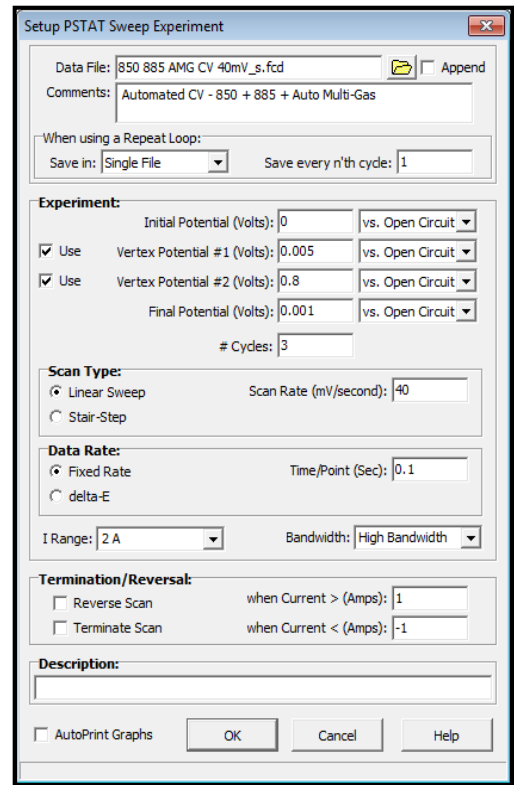 Setup PSTAT Sweep Experiment
Data File: 850 885 AMG CV 40mV_s.fcd Append
Comments: Automated CV - 850 + 885 + Auto Multi-Gas
When using a Repeat Loop:
Save in: Single File Save every n'th cycle: 1
Experiment:
Initial Potential (Volts): 0 vs. Open Circuit
Use Vertex Potential #1 (Volts): 0.005 vs. Open Circuit
Use Vertex Potential #2 (Volts): 0.8 vs. Open Circuit
Final Potential (Volts): 0.001 vs. Open Circuit
# Cycles: 3
Scan Type:
Linear Sweep Scan Rate (mV/second): 40
Stair-Step
Data Rate:
Fixed Rate Time/Point (Sec): 0.1
delta-E
I Range: 2 A Bandwidth: High Bandwidth
Termination/Reversal:
Reverse Scan when Current > (Amps): 1
Terminate Scan when Current < (Amps): -1
Description:
AutoPrint Graphs OK Cancel Help